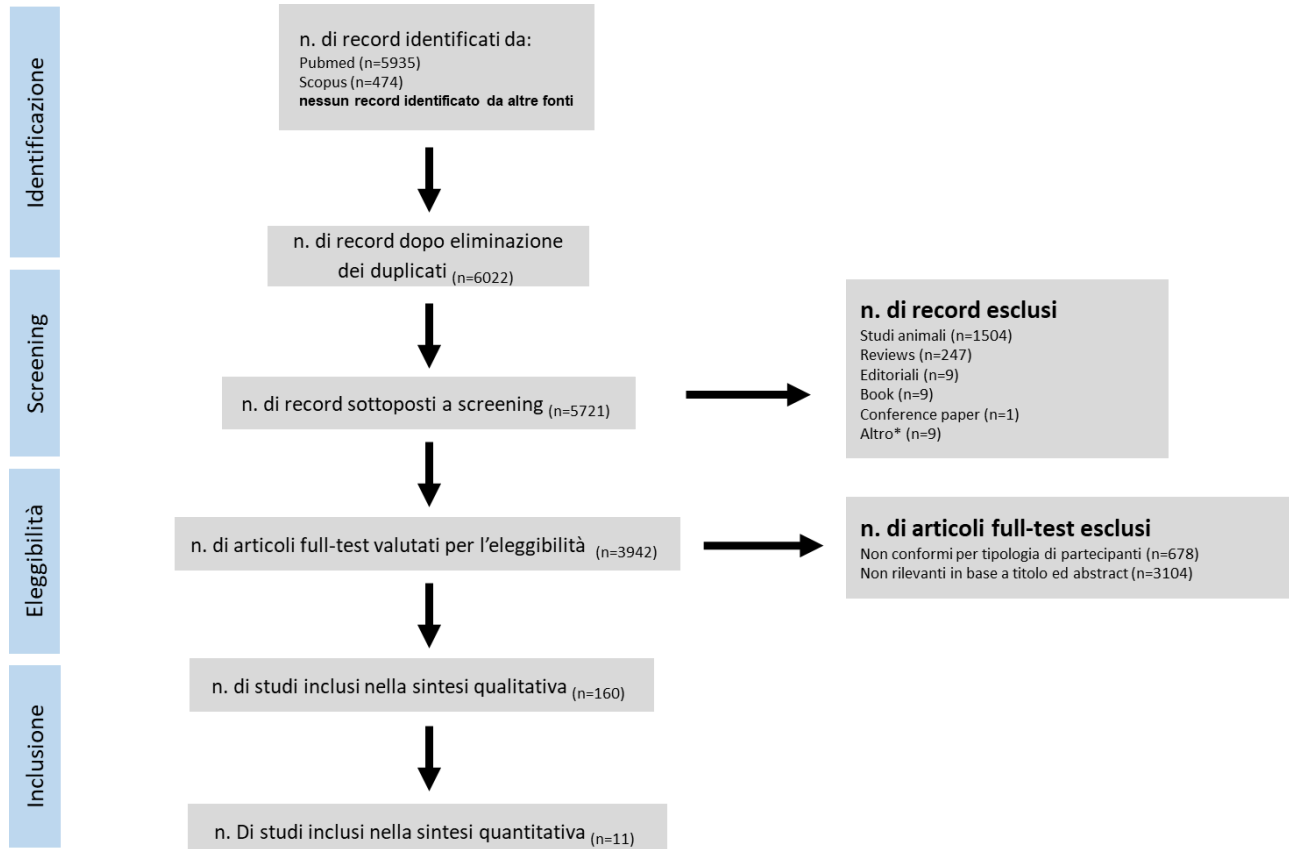 Identificazione
n. di record identificati da:
Pubmed (n=5935)
Scopus (n=474)
nessun record identificato da altre fonti
n. di record dopo eliminazione
dei duplicati (n=6022)
Screening
n. di record sottoposti a screening (n=5721)
n. di record esclusi
Studi animali (n=1504)
Reviews (n=247)
Editoriali (n=9)
Book (n=9)
Conference paper (n=1)
Altro* (n=9)
Eleggibilità
n. di articoli full-test valutati per l'eleggibilità (n=3942)
n. di articoli full-test esclusi
Non conformi per tipologia di partecipanti (n=678)
Non rilevanti in base a titolo ed abstract (n=3104)
Inclusione
n. di studi inclusi nella sintesi qualitativa (n=160)
n. Di studi inclusi nella sintesi quantitativa (n=11)